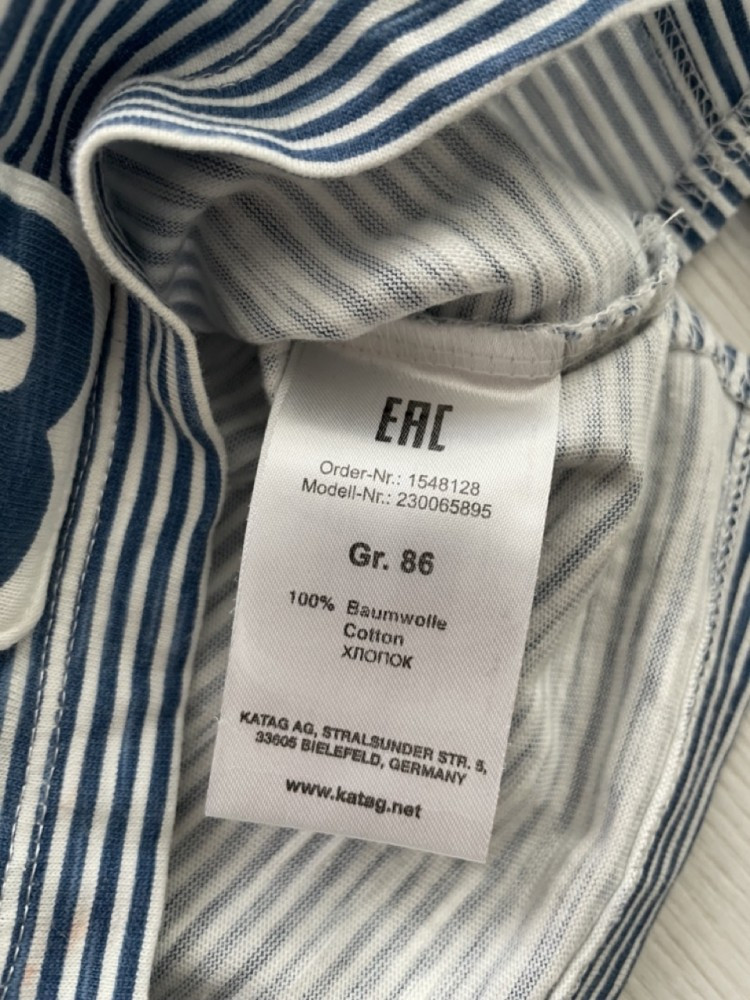 EAC
Order-Nr.: 1548128
Modell-Nr.: 230065895
Gr. 86
100% Baumwolle
Cotton
ХЛОПОК
KATAG AG, STRALSUNDER STR. 5,
33605 BIELEFELD, GERMANY
www.katag.net